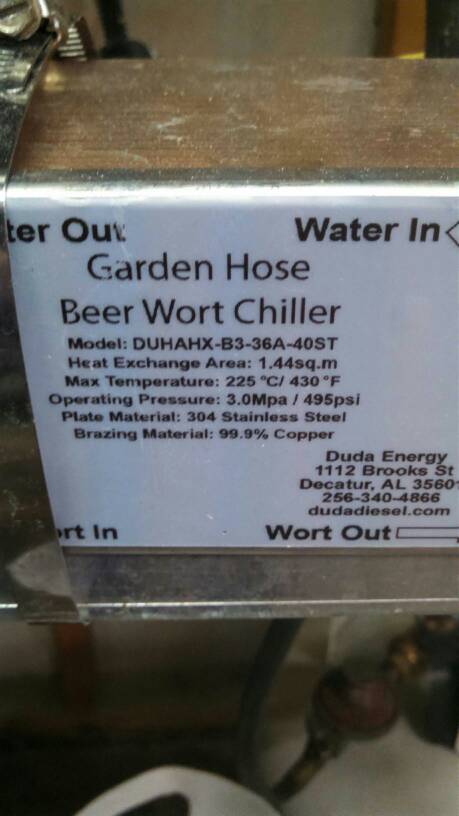 ter Out Water In
Garden Hose
Beer Wort Chiller
Model: DUHAHX-B3-36A-40ST
Heat Exchange Area: 1.44sq.m
Max Temperature: 225 °C/ 430 °F
Operating Pressure: 3.0Mpa / 495psi
Plate Material: 304 Stainless Steel
Brazing Material: 99.9% Copper
Duda Energy
1112 Brooks St
Decatur, AL 35601
256-340-4866
dudadiesel.com
ort In Wort Out